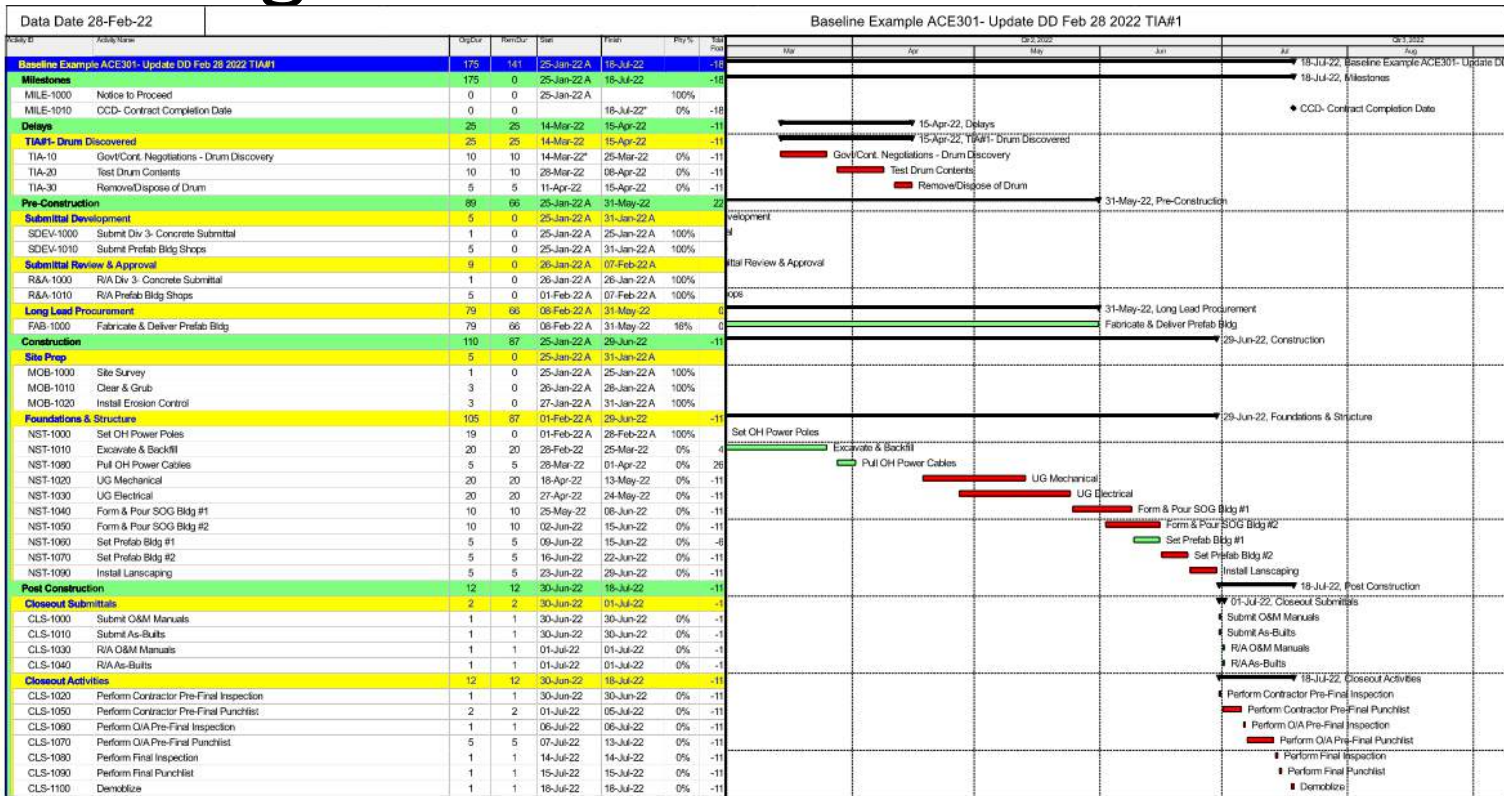 Data Date 28-Feb-22
Baseline Example ACE301- Update DD Feb 28 2022 TIA#1
Activity ID Activity Name OrgDur RemDur Start Finish Phy% Total Float
Qtr 2, 2022 Qtr 3, 2022
Mar Apr May Jun Jul Aug
Baseline Example ACE301- Update DD Feb 28 2022 TIA#1 175 141 25-Jan-22 A 18-Jul-22 -18 18-Jul-22, Baseline Example ACE301- Update DD
Milestones 175 0 25-Jan-22 A 18-Jul-22 -18 18-Jul-22, Milestones
MILE-1000 Notice to Proceed 0 0 25-Jan-22 A 100%
MILE-1010 CCD- Contract Completion Date 0 0 18-Jul-22* 0% -18 CCD- Contract Completion Date
Delays 25 25 14-Mar-22 15-Apr-22 -11 15-Apr-22, Delays
TIA#1- Drum Discovered 25 25 14-Mar-22 15-Apr-22 -11 15-Apr-22, TIA#1- Drum Discovered
TIA-10 Govt/Cont. Negotiations - Drum Discovery 10 10 14-Mar-22* 25-Mar-22 0% -11 Govt/Cont. Negotiations - Drum Discovery
TIA-20 Test Drum Contents 10 10 28-Mar-22 08-Apr-22 0% -11 Test Drum Contents
TIA-30 Remove/Dispose of Drum 5 5 11-Apr-22 15-Apr-22 0% -11 Remove/Dispose of Drum
Pre-Construction 89 66 25-Jan-22 A 31-May-22 22 31-May-22, Pre-Construction
Submittal Development 5 0 25-Jan-22 A 31-Jan-22 A velopment
SDEV-1000 Submit Div 3- Concrete Submittal 1 0 25-Jan-22 A 25-Jan-22 A 100% al
SDEV-1010 Submit Prefab Bldg Shops 5 0 25-Jan-22 A 31-Jan-22 A 100%
Submittal Review & Approval 9 0 26-Jan-22 A 07-Feb-22 A ittal Review & Approval
R&A-1000 R/A Div 3- Concrete Submittal 1 0 26-Jan-22 A 26-Jan-22 A 100%
R&A-1010 R/A Prefab Bldg Shops 5 0 01-Feb-22 A 07-Feb-22 A 100% ops
Long Lead Procurement 79 66 08-Feb-22 A 31-May-22 0 31-May-22, Long Lead Procurement
FAB-1000 Fabricate & Deliver Prefab Bldg 79 66 08-Feb-22 A 31-May-22 16% 0 Fabricate & Deliver Prefab Bldg
Construction 110 87 25-Jan-22 A 29-Jun-22 -11 29-Jun-22, Construction
Site Prep 5 0 25-Jan-22 A 31-Jan-22 A
MOB-1000 Site Survey 1 0 25-Jan-22 A 25-Jan-22 A 100%
MOB-1010 Clear & Grub 3 0 26-Jan-22 A 28-Jan-22 A 100%
MOB-1020 Install Erosion Control 3 0 27-Jan-22 A 31-Jan-22 A 100%
Foundations & Structure 105 87 01-Feb-22 A 29-Jun-22 -11 29-Jun-22, Foundations & Structure
NST-1000 Set OH Power Poles 19 0 01-Feb-22 A 28-Feb-22 A 100% Set OH Power Poles
NST-1010 Excavate & Backfill 20 20 28-Feb-22 25-Mar-22 0% 4 Excavate & Backfill
NST-1080 Pull OH Power Cables 5 5 28-Mar-22 01-Apr-22 0% 26 Pull OH Power Cables
NST-1020 UG Mechanical 20 20 18-Apr-22 13-May-22 0% -11 UG Mechanical
NST-1030 UG Electrical 20 20 27-Apr-22 24-May-22 0% -11 UG Electrical
NST-1040 Form & Pour SOG Bldg #1 10 10 25-May-22 08-Jun-22 0% -11 Form & Pour SOG Bldg #1
NST-1050 Form & Pour SOG Bldg #2 10 10 02-Jun-22 15-Jun-22 0% -11 Form & Pour SOG Bldg #2
NST-1060 Set Prefab Bldg #1 5 5 09-Jun-22 15-Jun-22 0% -6 Set Prefab Bldg #1
NST-1070 Set Prefab Bldg #2 5 5 16-Jun-22 22-Jun-22 0% -11 Set Prefab Bldg #2
NST-1090 Install Lanscaping 5 5 23-Jun-22 29-Jun-22 0% -11 Install Lanscaping
Post Construction 12 12 30-Jun-22 18-Jul-22 -11 18-Jul-22, Post Construction
Closeout Submittals 2 2 30-Jun-22 01-Jul-22 -1 01-Jul-22, Closeout Submittals
CLS-1000 Submit O&M Manuals 1 1 30-Jun-22 30-Jun-22 0% -1 Submit O&M Manuals
CLS-1010 Submit As-Builts 1 1 30-Jun-22 30-Jun-22 0% -1 Submit As-Builts
CLS-1030 R/A O&M Manuals 1 1 01-Jul-22 01-Jul-22 0% -1 R/A O&M Manuals
CLS-1040 R/A As-Builts 1 1 01-Jul-22 01-Jul-22 0% -1 R/A As-Builts
Closeout Activities 12 12 30-Jun-22 18-Jul-22 -11 18-Jul-22, Closeout Activities
CLS-1020 Perform Contractor Pre-Final Inspection 1 1 30-Jun-22 30-Jun-22 0% -11 Perform Contractor Pre-Final Inspection
CLS-1050 Perform Contractor Pre-Final Punchlist 2 2 01-Jul-22 05-Jul-22 0% -11 Perform Contractor Pre-Final Punchlist
CLS-1060 Perform O/A Pre-Final Inspection 1 1 06-Jul-22 06-Jul-22 0% -11 Perform O/A Pre-Final Inspection
CLS-1070 Perform O/A Pre-Final Punchlist 5 5 07-Jul-22 13-Jul-22 0% -11 Perform O/A Pre-Final Punchlist
CLS-1080 Perform Final Inspection 1 1 14-Jul-22 14-Jul-22 0% -11 Perform Final Inspection
CLS-1090 Perform Final Punchlist 1 1 15-Jul-22 15-Jul-22 0% -11 Perform Final Punchlist
CLS-1100 Demoblize 1 1 18-Jul-22 18-Jul-22 0% -11 Demoblize